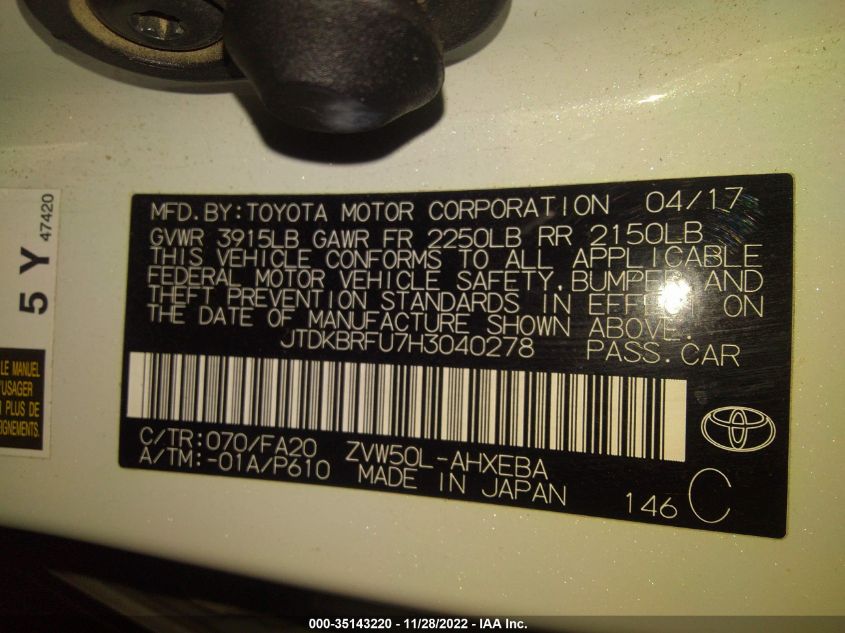 MFD.BY:TOYOTA MOTOR CORPORATION 04/17
GVWR 3915LB GAWR FR 2250LB RR 2150LB
THIS VEHICLE CONFORMS TO ALL APPLICABLE
FEDERAL MOTOR VEHICLE SAFETY,BUMPER AND
THEFT PREVENTION STANDARDS IN EFFECT ON
THE DATE OF MANUFACTURE SHOWN ABOVE.
JTDKBRFU7H3040278 PASS.CAR
C/TR:070/FA20 ZVW50L-AHXEBA
A/TM:-01A/P610 MADE IN JAPAN
146 C
5 Y
47420
LE MANUEL
PLUS DE
000-35143220 - 11/28/2022 - IAA Inc.